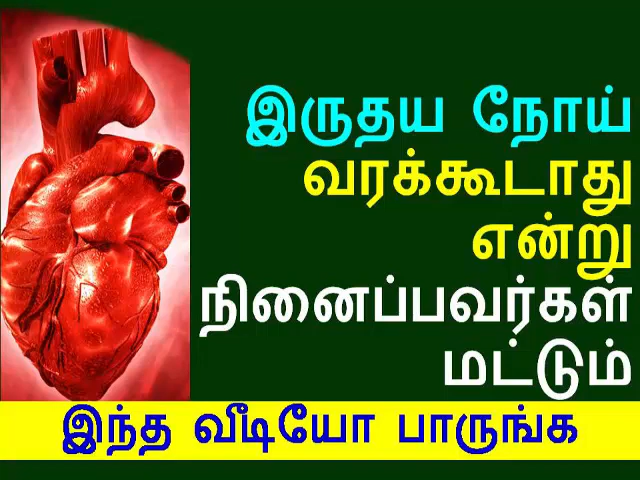 இருதய நோய்
வரக்கூடாது
என்று
நினைப்பவர்கள்
மட்டும்
இந்த வீடியோ பாருங்க